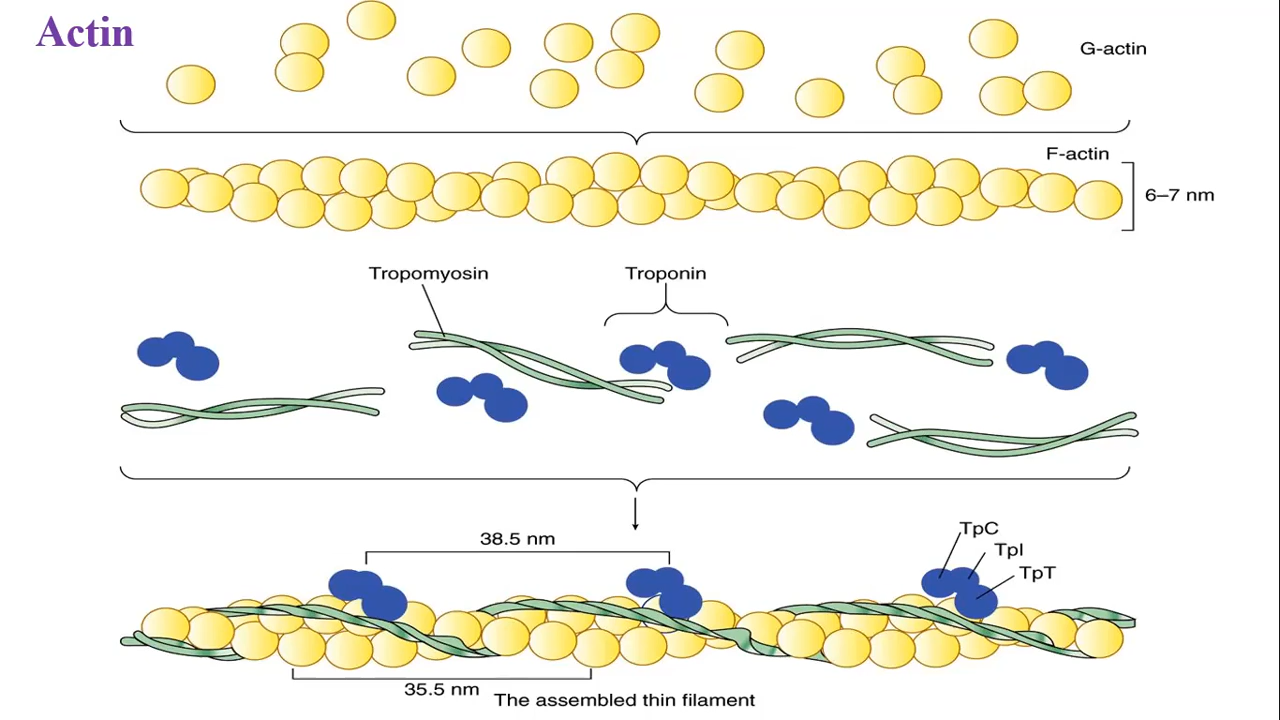 Actin
G-actin
F-actin
6–7 nm
Tropomyosin
Troponin
38.5 nm
TpC
TpI
TpT
35.5 nm
The assembled thin filament